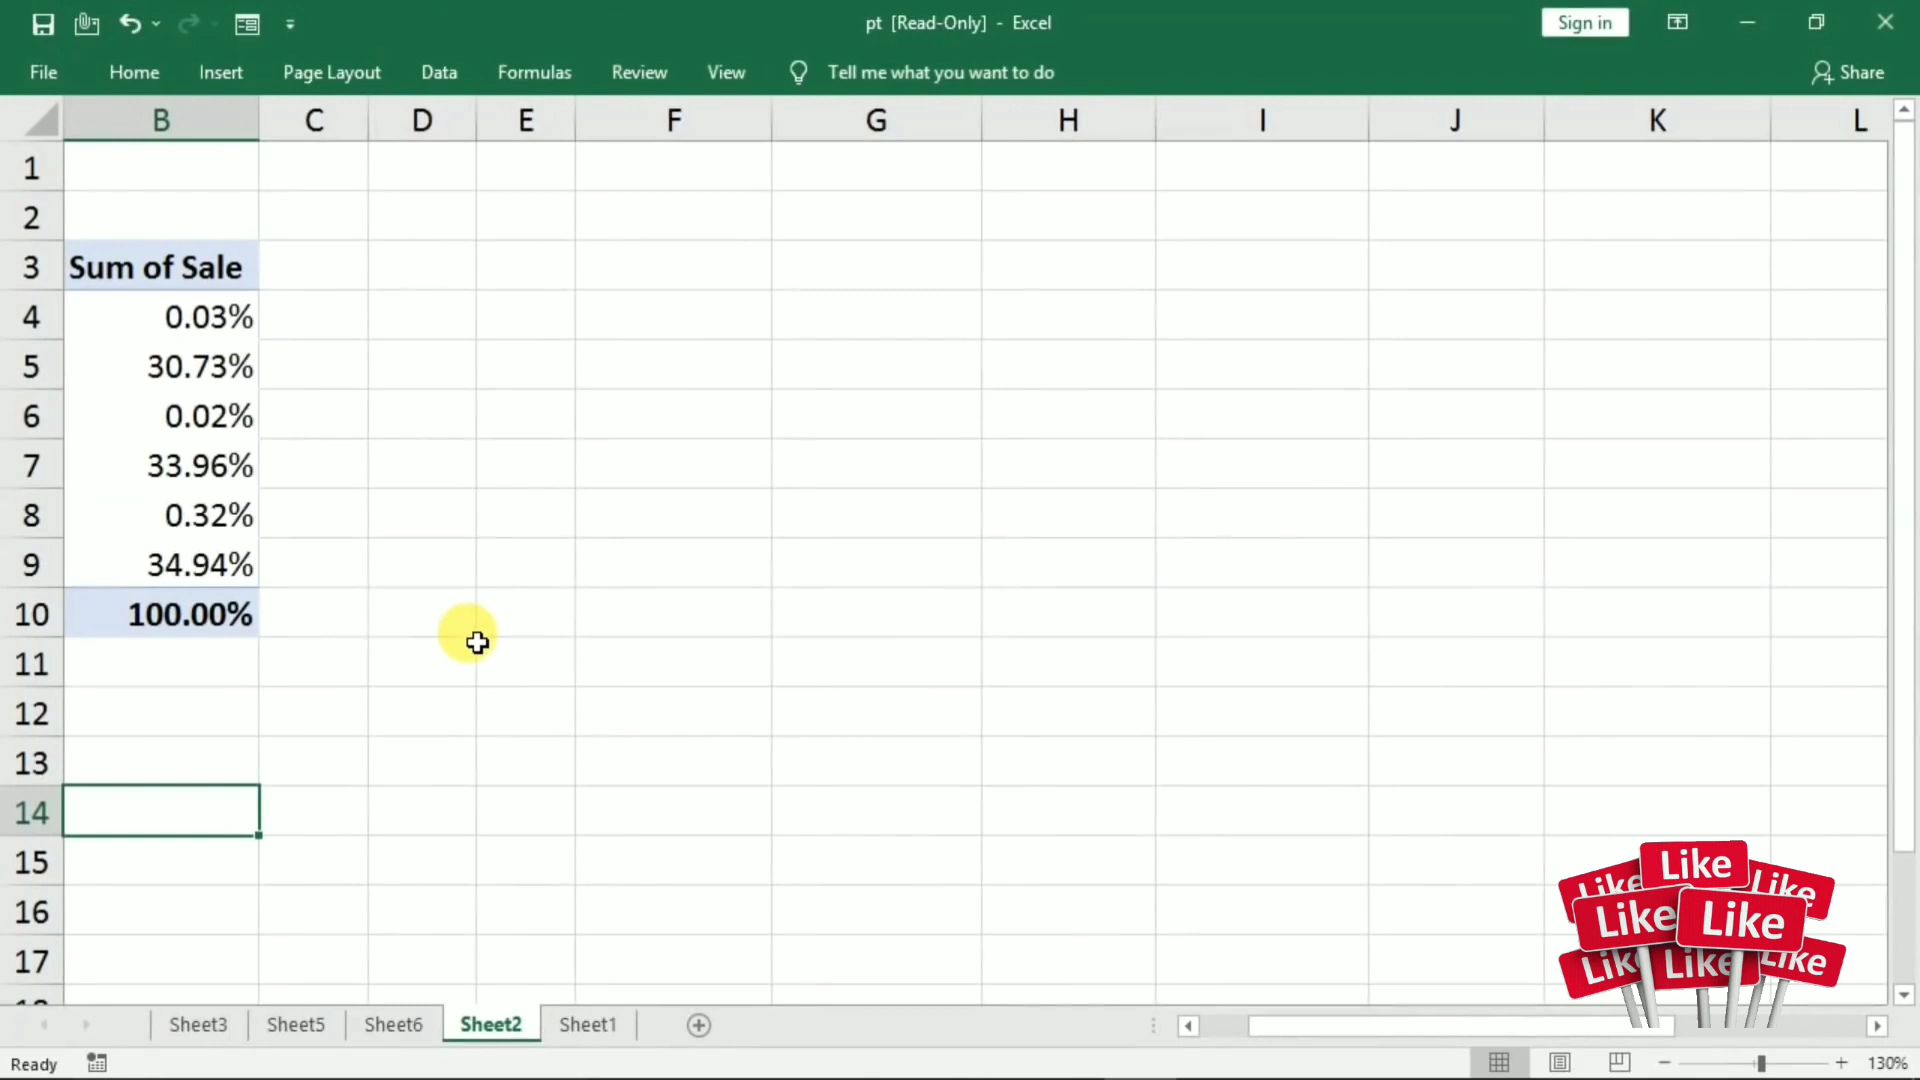 pt [Read-Only] - Excel
Sign in
File Home Insert Page Layout Data Formulas Review View Tell me what you want to do Share
B C D E F G H I J K L
1
2
3 Sum of Sale
4 0.03%
5 30.73%
6 0.02%
7 33.96%
8 0.32%
9 34.94%
10 100.00%
11
12
13
14
15
16
17
Like
Like Like
Like Like
Like Like Like
Sheet3 Sheet5 Sheet6 Sheet2 Sheet1
Ready 130%